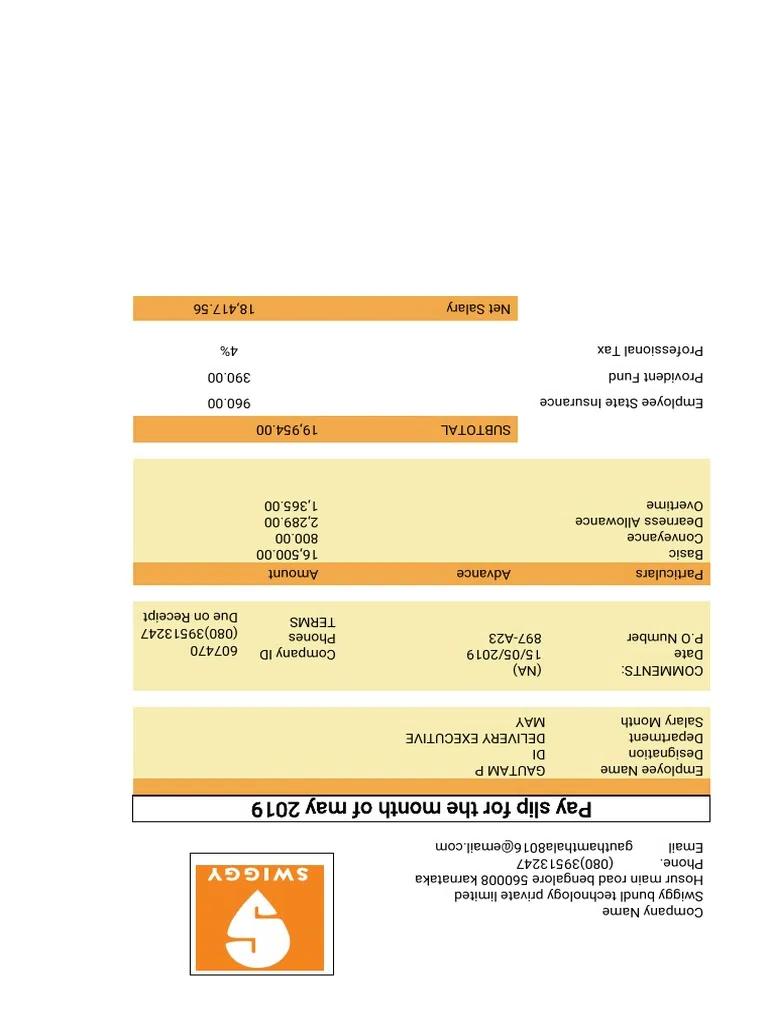 Company Name
Swiggy bundl technology private limited
Hosur main road bengalore 560008 karnataka
Phone. (080)39513247
Email gauthamthala8016@email.com
SWIGGY
Pay slip for the month of may 2019
Employee Name GAUTAM P
Designation DI
Department DELIVERY EXECUTIVE
Salary Month MAY
COMMENTS: (NA)
Date 15/05/2019 Company ID 607470
P.O Number 897-A23 Phones (080)39513247
TERMS Due on Receipt
Particulars Advance Amount
Basic 16,500.00
Conveyance 800.00
Dearness Allowance 2,289.00
Overtime 1,365.00
SUBTOTAL 19,954.00
Employee State Insurance 960.00
Provident Fund 390.00
Professional Tax 4%
Net Salary 18,417.56